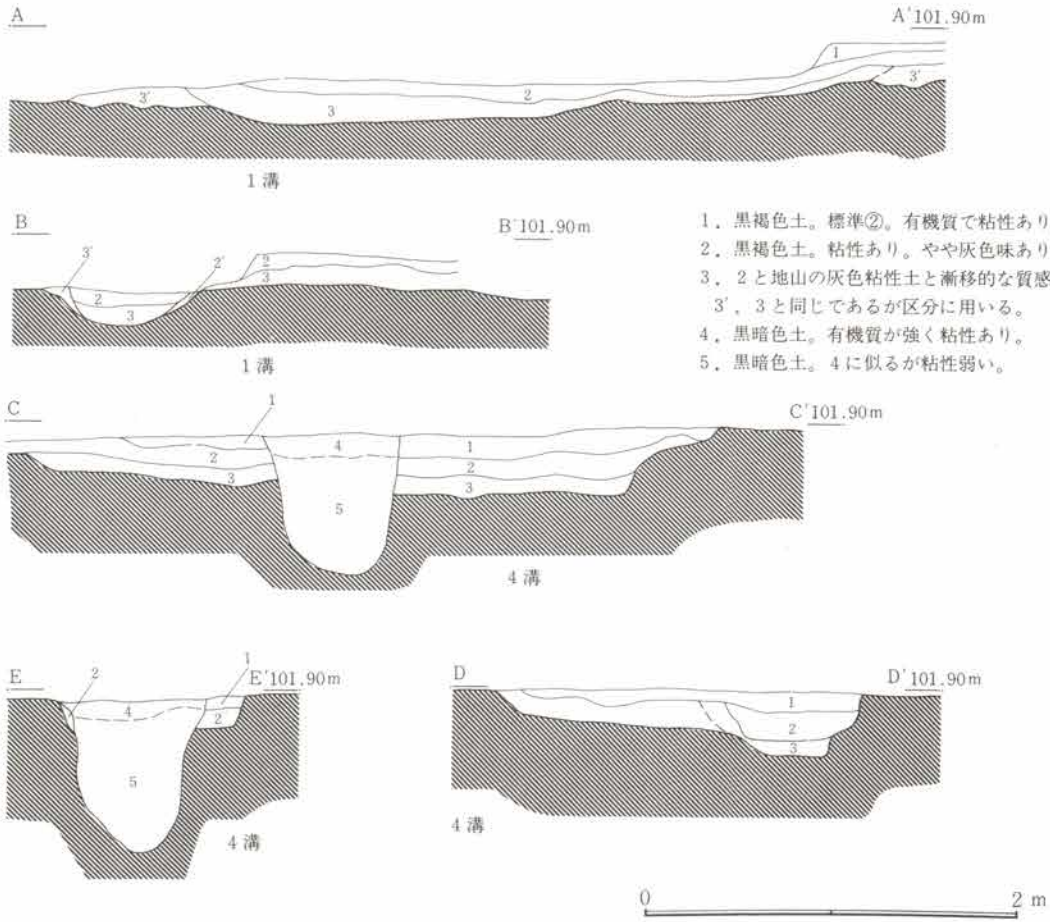 A A' 101.90m
1
3' 2 3 3'
1溝
B B' 101.90m
3' 2' 2
3
2
3
1溝
1．黒褐色土。標準②。有機質で粘性あり
2．黒褐色土。粘性あり。やや灰色味あり
3．2と地山の灰色粘性土と漸移的な質感
3'．3と同じであるが区分に用いる。
4．黒暗色土。有機質が強く粘性あり。
5．黒暗色土。4に似るが粘性弱い。
C 1 C' 101.90m
4 1
2 2
3 3
5
4溝
E 2 1 E' 101.90m
4
2
5
4溝
D D' 101.90m
1
2
3
4溝
0 2 m